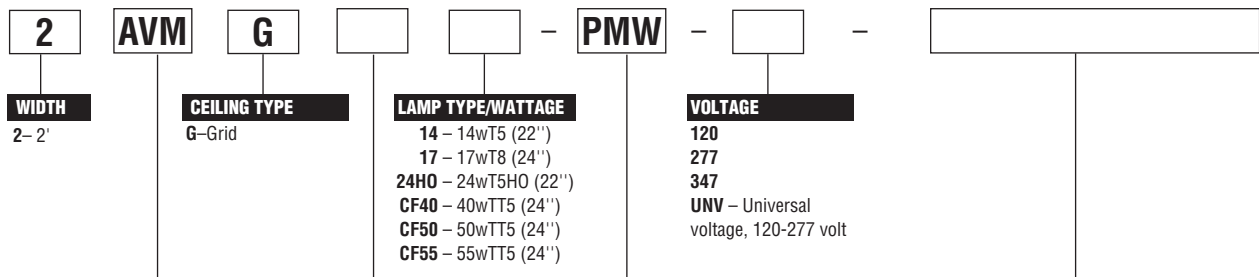 2 AVM G – PMW – –
WIDTH
2– 2'
CEILING TYPE
G–Grid
LAMP TYPE/WATTAGE
14 – 14wT5 (22'')
17 – 17wT8 (24'')
24HO – 24wT5HO (22'')
CF40 – 40wTT5 (24'')
CF50 – 50wTT5 (24'')
CF55 – 55wTT5 (24'')
VOLTAGE
120
277
347
UNV – Universal
voltage, 120-277 volt